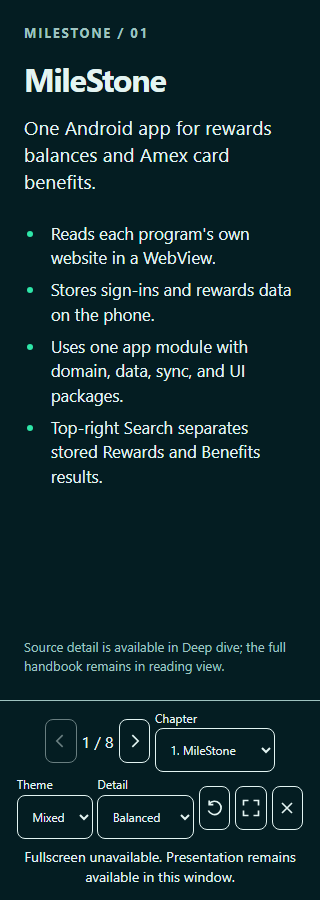 MILESTONE / 01
MileStone
One Android app for rewards
balances and Amex card
benefits.
Reads each program's own
website in a WebView.
Stores sign-ins and rewards data
on the phone.
Uses one app module with
domain, data, sync, and UI
packages.
Top-right Search separates
stored Rewards and Benefits
results.
Source detail is available in Deep dive; the full
handbook remains in reading view.
Chapter
1 / 8
1. MileStone
Theme
Detail
Mixed
Balanced
Fullscreen unavailable. Presentation remains
available in this window.